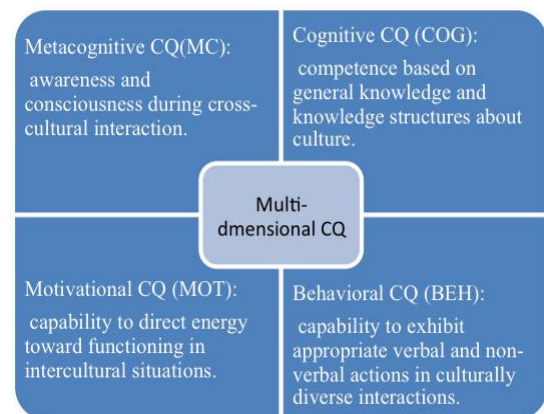 Metacognitive CQ(MC):
awareness and
consciousness during cross-
cultural interaction.
Cognitive CQ (COG):
competence based on
general knowledge and
knowledge structures about
culture.
Multi-
dmensional CQ
Motivational CQ (MOT):
capability to direct energy
toward functioning in
intercultural situations.
Behavioral CQ (BEH):
capability to exhibit
appropriate verbal and non-
verbal actions in culturally
diverse interactions.